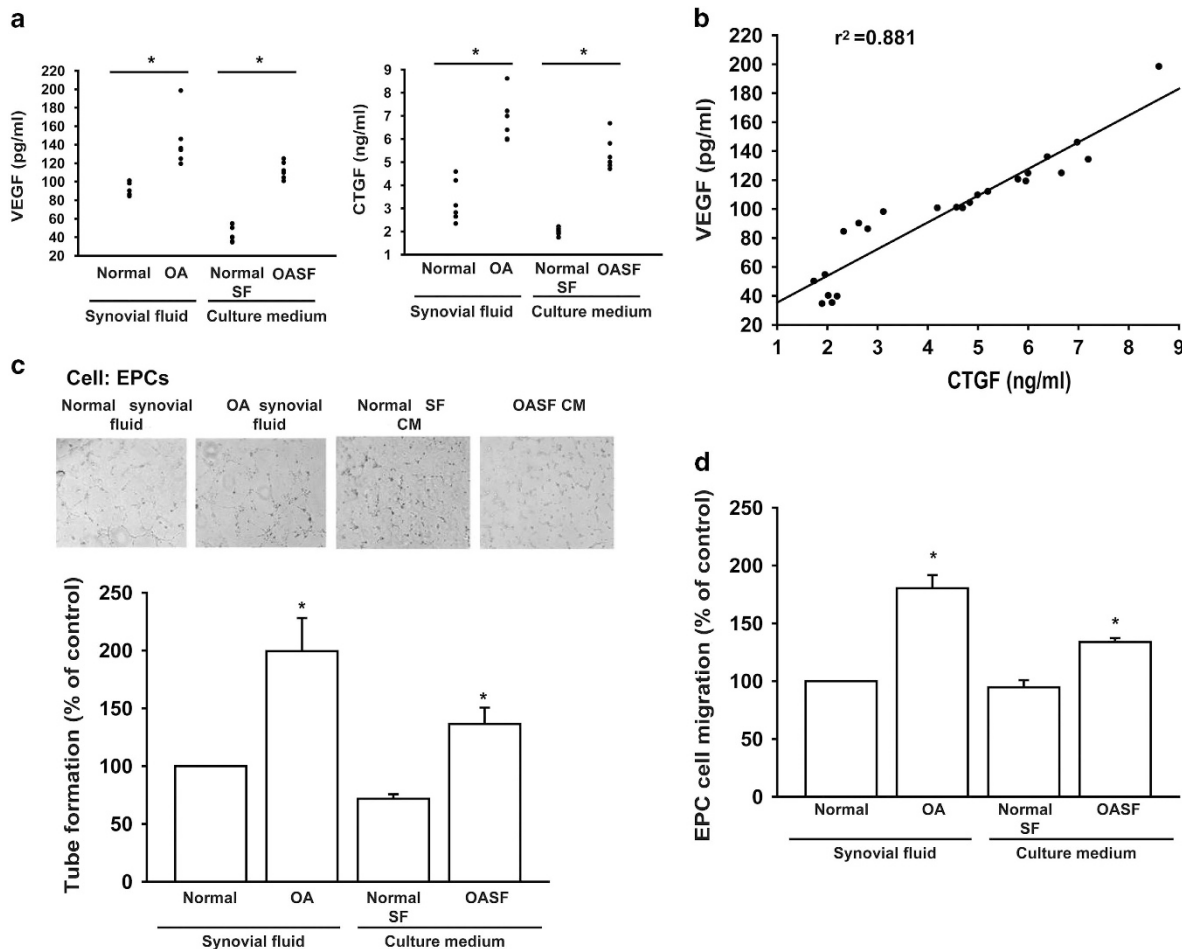 a
* *
VEGF (pg/ml)
220
200
180
160
140
120
100
80
60
40
20
Normal OA Normal SF OASF
Synovial fluid Culture medium
* *
CTGF (ng/ml)
9
8
7
6
5
4
3
2
1
Normal OA Normal SF OASF
Synovial fluid Culture medium
b
r² =0.881
VEGF (pg/ml)
220
200
180
160
140
120
100
80
60
40
20
1 2 3 4 5 6 7 8 9
CTGF (ng/ml)
c
Cell: EPCs
Normal synovial fluid
OA synovial fluid
Normal SF CM
OASF CM
Tube formation (% of control)
250
200
150
100
50
0
* *
Normal OA Normal SF OASF
Synovial fluid Culture medium
d
EPC cell migration (% of control)
250
200
150
100
50
0
* *
Normal OA Normal SF OASF
Synovial fluid Culture medium